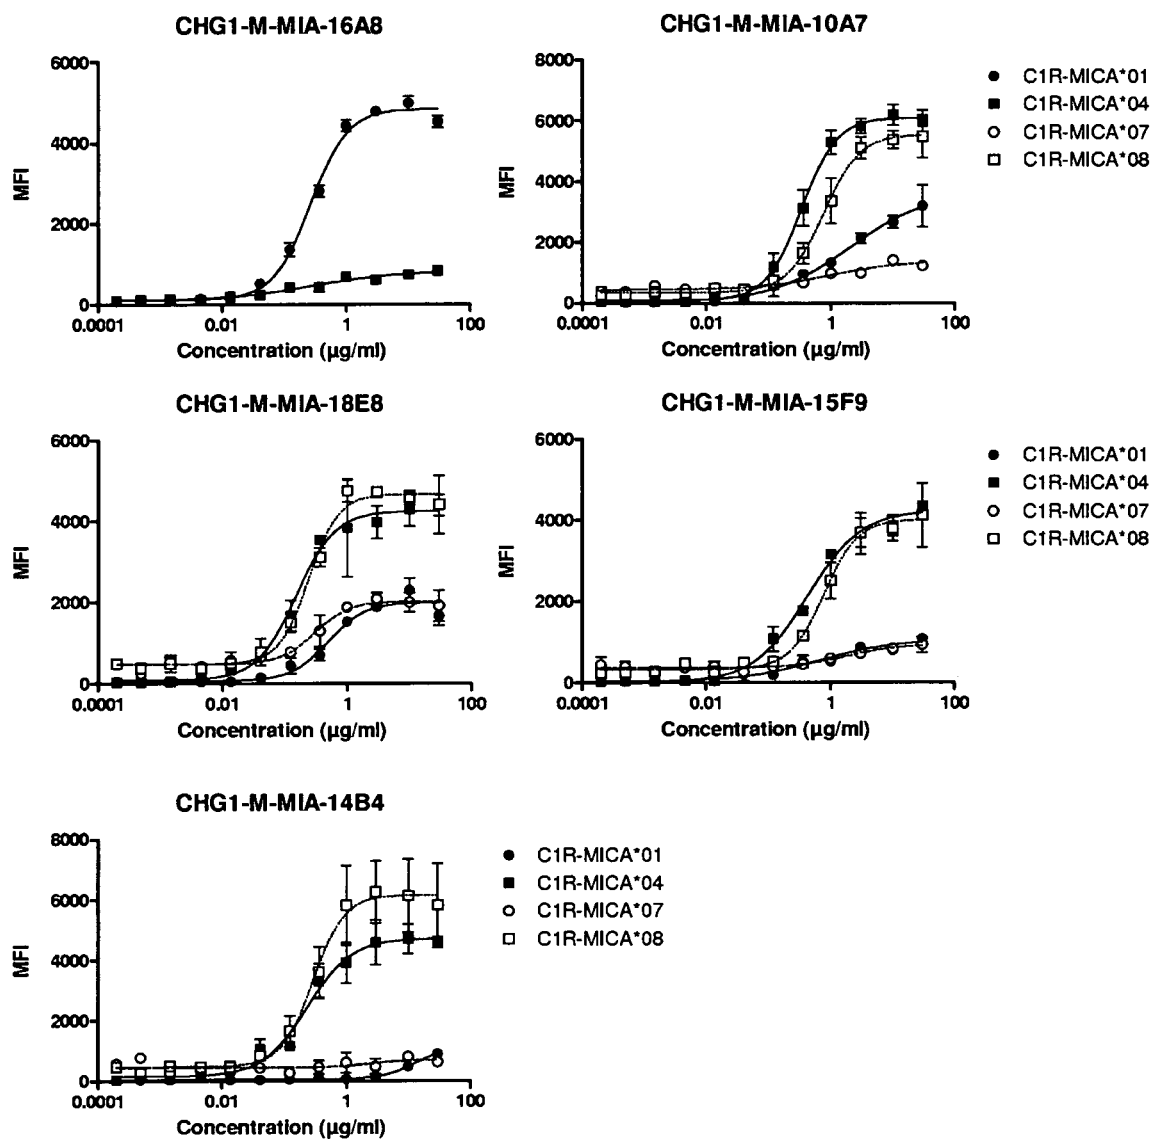 CHG1-M-MIA-16A8
6000
4000
2000
0
MFI
0.0001
0.01
1
100
Concentration (µg/ml)
CHG1-M-MIA-10A7
8000
6000
4000
2000
0
MFI
0.0001
0.01
1
100
Concentration (µg/ml)
C1R-MICA*01
C1R-MICA*04
C1R-MICA*07
C1R-MICA*08
CHG1-M-MIA-18E8
6000
4000
2000
0
MFI
0.0001
0.01
1
100
Concentration (µg/ml)
CHG1-M-MIA-15F9
6000
4000
2000
0
MFI
0.0001
0.01
1
100
Concentration (µg/ml)
C1R-MICA*01
C1R-MICA*04
C1R-MICA*07
C1R-MICA*08
CHG1-M-MIA-14B4
8000
6000
4000
2000
0
MFI
0.0001
0.01
1
100
Concentration (µg/ml)
C1R-MICA*01
C1R-MICA*04
C1R-MICA*07
C1R-MICA*08